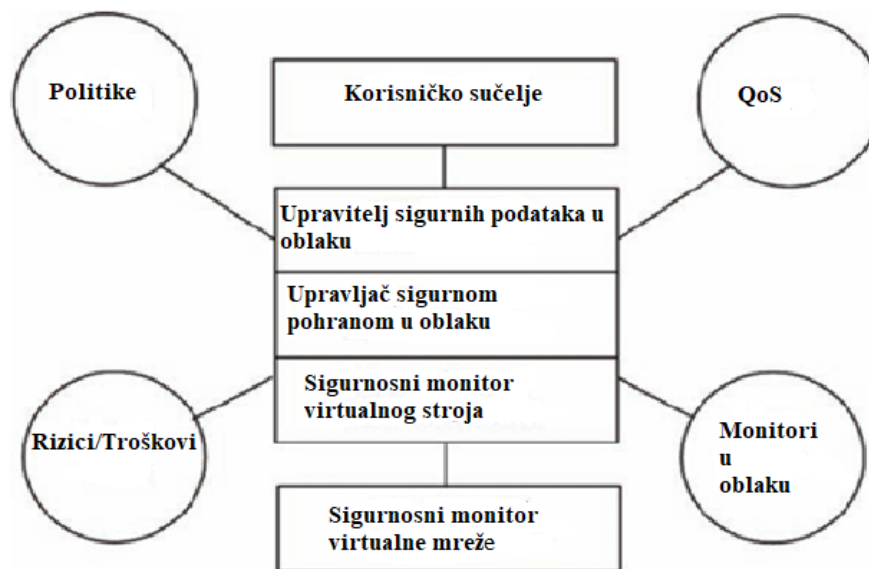 Politike
Korisničko sučelje
QoS
Upravitelj sigurnih podataka u
oblaku
Upravljač sigurnom
pohranom u oblaku
Sigurnosni monitor
virtualnog stroja
Rizici/Troškovi
Monitori
u
oblaku
Sigurnosni monitor
virtualne mreže